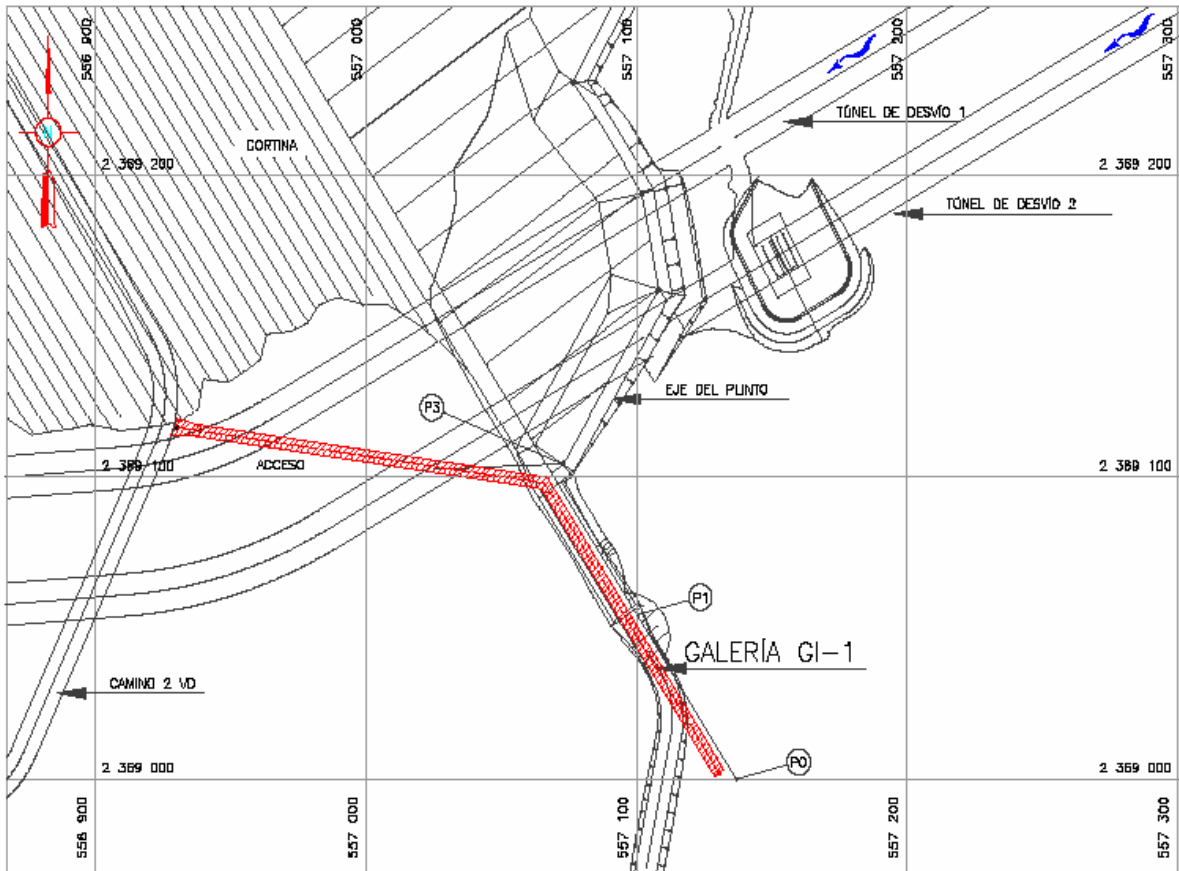 556 900
557 000
557 100
557 200
557 300
TÚNEL DE DESVÍO 1
N
CORTINA
2 369 200
2 369 200
TÚNEL DE DESVÍO 2
EJE DEL PLINTO
P3
ACCESO
2 369 100
2 369 100
P1
GALERÍA GI-1
CAMINO 2 VD
P0
2 369 000
2 369 000
556 900
557 000
557 100
557 200
557 300